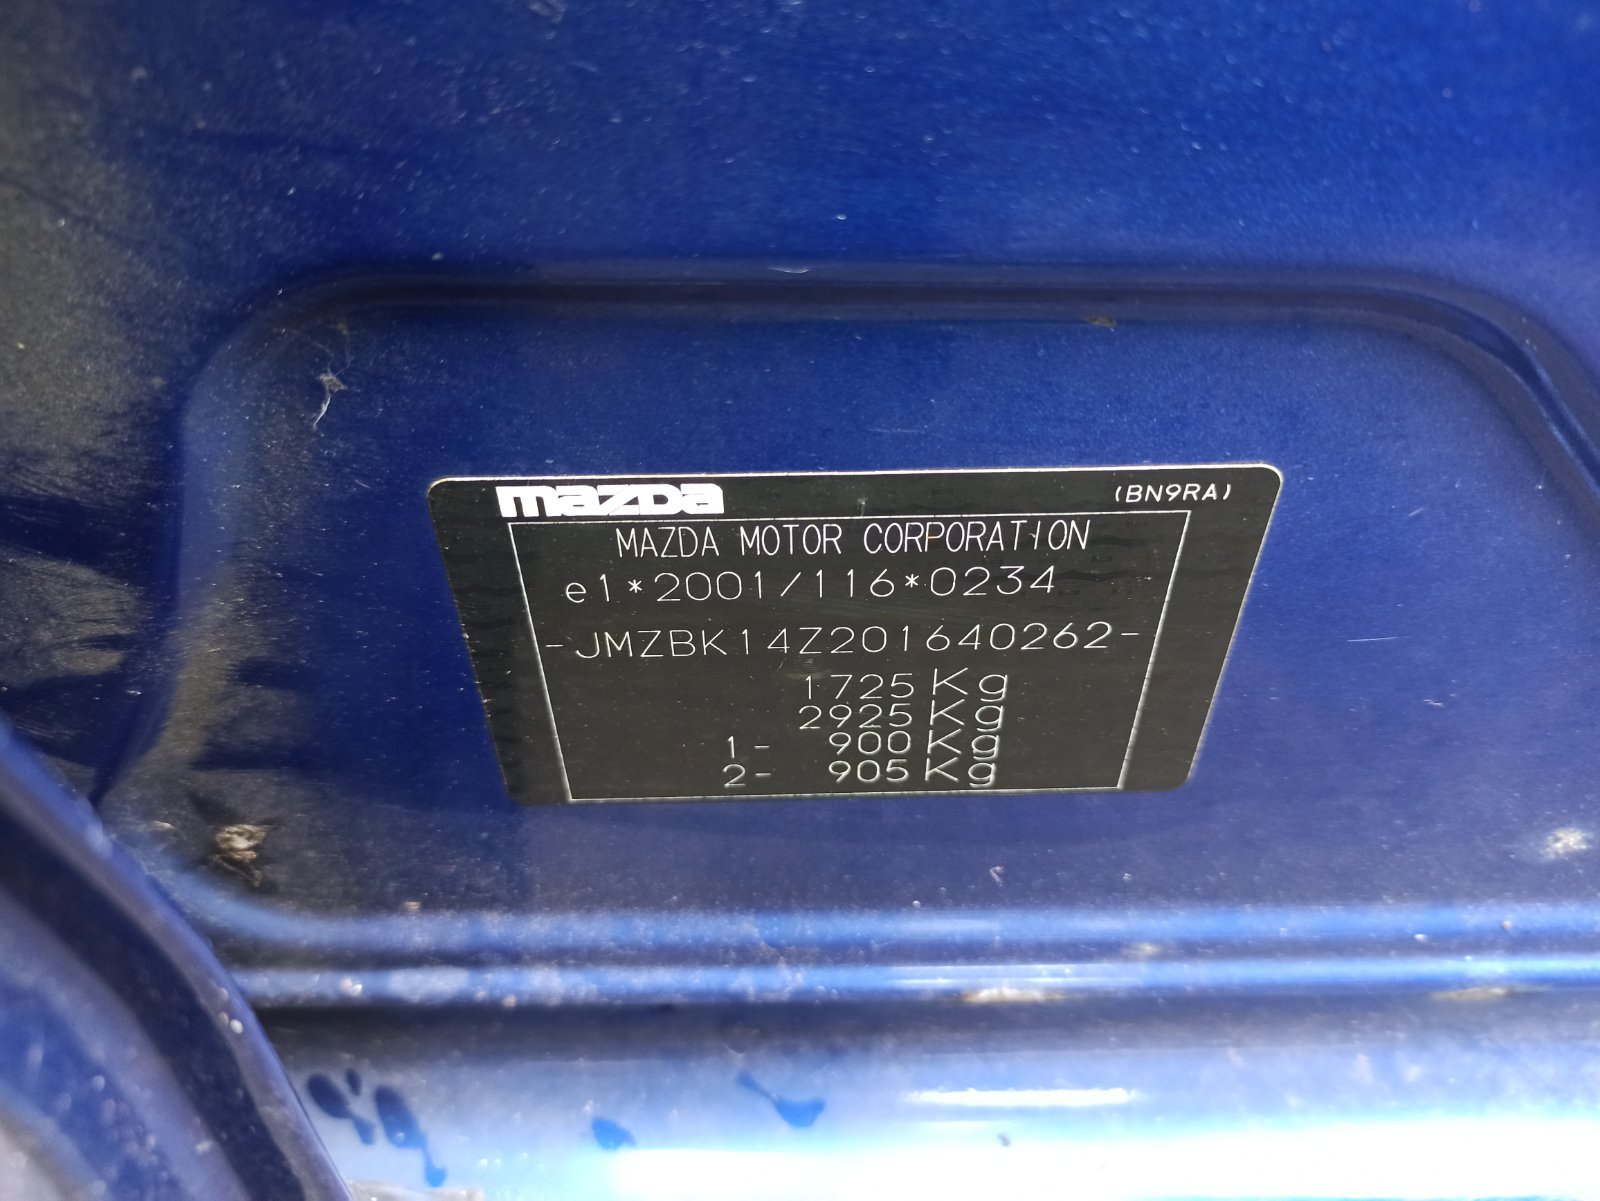 mazda (BN9RA)
MAZDA MOTOR CORPORATION
e1*2001/116*0234
-JMZBK14Z201640262-
1725 Kg
2925 Kg
1- 900 Kg
2- 905 Kg